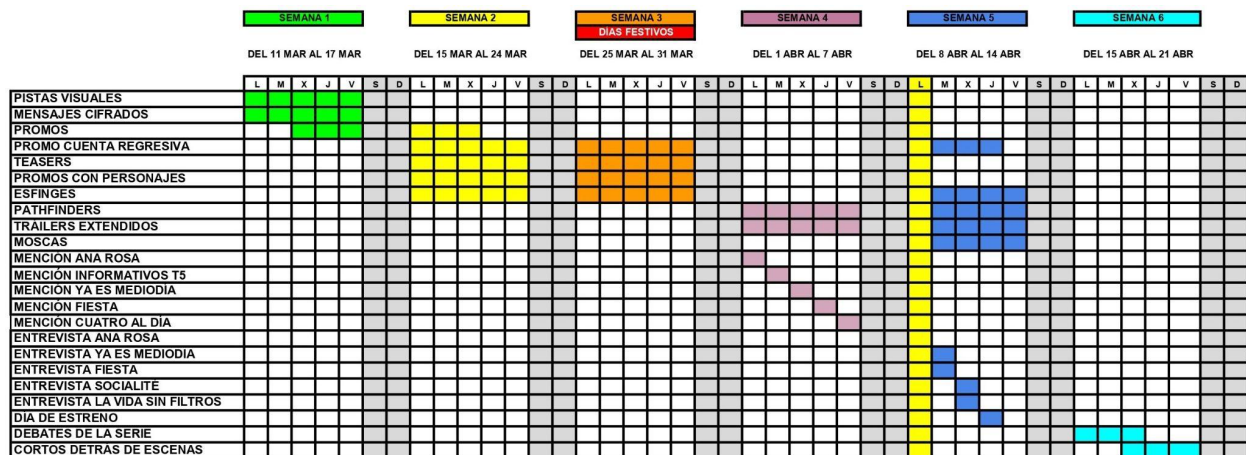 SEMANA 1 SEMANA 2 SEMANA 3 SEMANA 4 SEMANA 5 SEMANA 6
DÍAS FESTIVOS
DEL 11 MAR AL 17 MAR DEL 15 MAR AL 24 MAR DEL 25 MAR AL 31 MAR DEL 1 ABR AL 7 ABR DEL 8 ABR AL 14 ABR DEL 15 ABR AL 21 ABR
L M X J V S D L M X J V S D L M X J V S D L M X J V S D L M X J V S D L M X J V S D
PISTAS VISUALES
MENSAJES CIFRADOS
PROMOS
PROMO CUENTA REGRESIVA
TEASERS
PROMOS CON PERSONAJES
ESFINGES
PATHFINDERS
TRÁILERS EXTENDIDOS
MOSCAS
MENCIÓN ANA ROSA
MENCIÓN INFORMATIVOS T5
MENCIÓN YA ES MEDIODÍA
MENCIÓN FIESTA
MENCIÓN CUATRO AL DÍA
ENTREVISTA ANA ROSA
ENTREVISTA YA ES MEDIODÍA
ENTREVISTA FIESTA
ENTREVISTA SOCIALITÉ
ENTREVISTA LA VIDA SIN FILTROS
DÍA DE ESTRENO
DEBATES DE LA SERIE
CORTOS DETRÁS DE ESCENAS